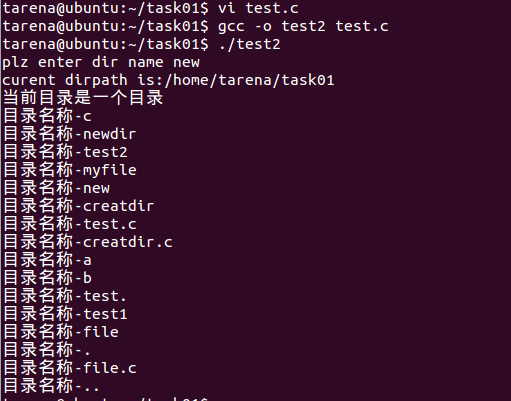 tarena@ubuntu:~/task01$ vi test.c
tarena@ubuntu:~/task01$ gcc -o test2 test.c
tarena@ubuntu:~/task01$ ./test2
plz enter dir name new
curent dirpath is:/home/tarena/task01
当前目录是一个目录
目录名称-c
目录名称-newdir
目录名称-test2
目录名称-myfile
目录名称-new
目录名称-creatdir
目录名称-test.c
目录名称-creatdir.c
目录名称-a
目录名称-b
目录名称-test.
目录名称-test1
目录名称-file
目录名称-.
目录名称-file.c
目录名称-..
tarena@ubuntu:~/task01$